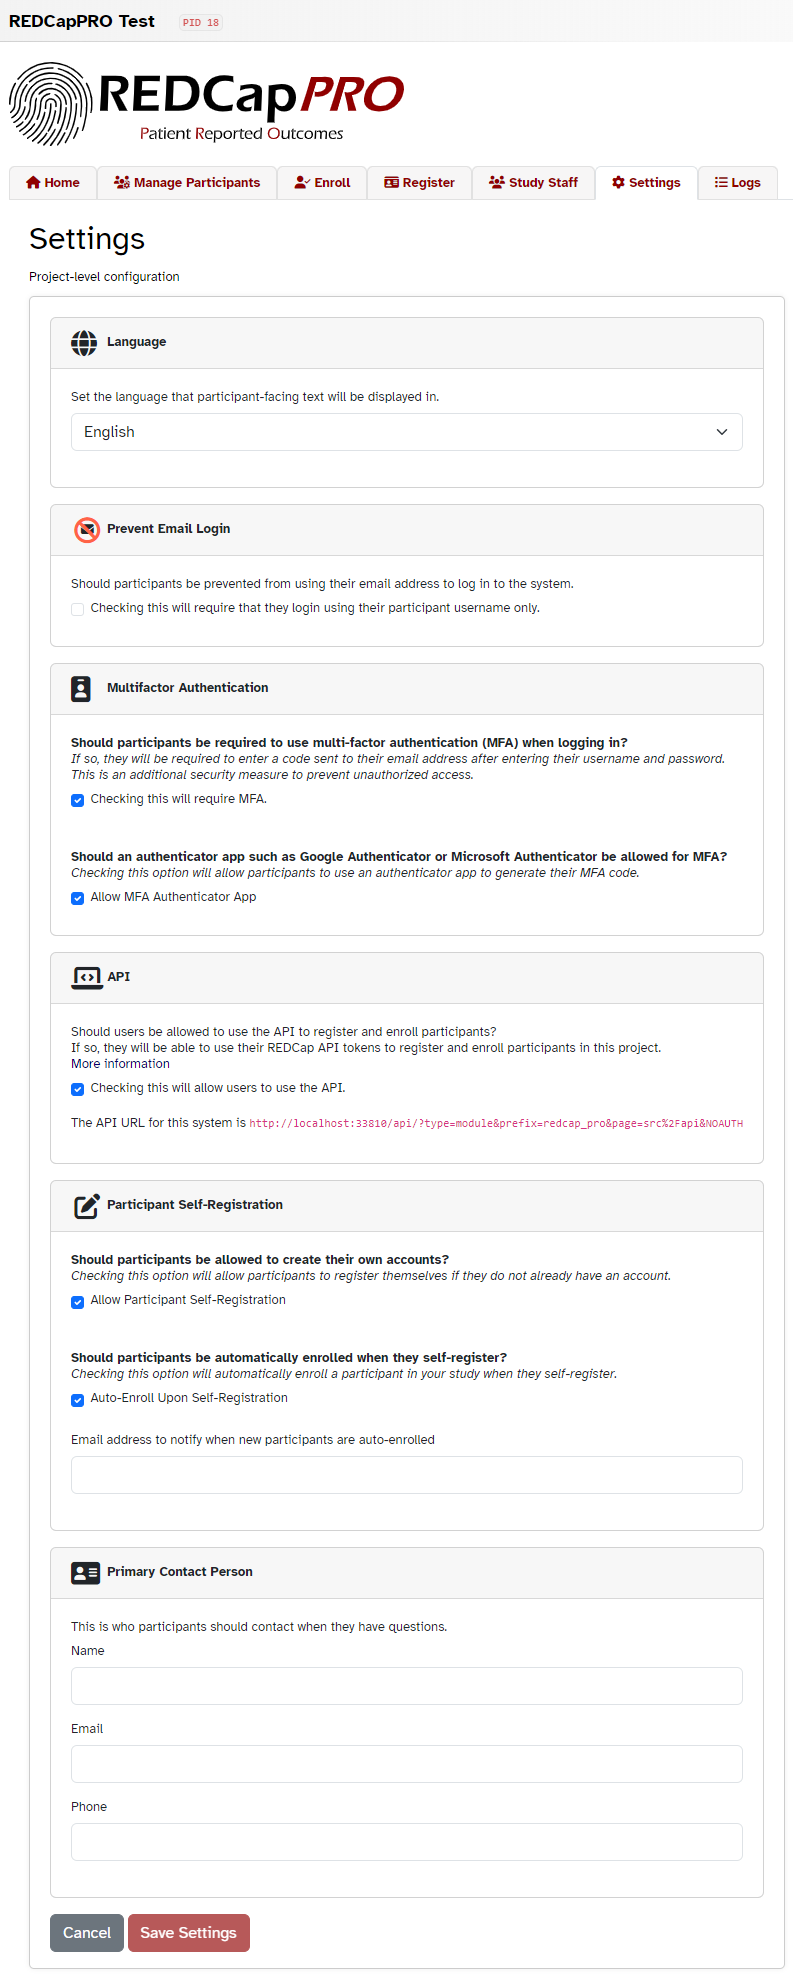 REDCapPRO Test PID 18
REDCapPRO
Patient Reported Outcomes
Home Manage Participants Enroll Register Study Staff Settings Logs
Settings
Project-level configuration
Language
Set the language that participant-facing text will be displayed in.
English
Prevent Email Login
Should participants be prevented from using their email address to log in to the system.
Checking this will require that they login using their participant username only.
Multifactor Authentication
Should participants be required to use multi-factor authentication (MFA) when logging in?
If so, they will be required to enter a code sent to their email address after entering their username and password.
This is an additional security measure to prevent unauthorized access.
Checking this will require MFA.
Should an authenticator app such as Google Authenticator or Microsoft Authenticator be allowed for MFA?
Checking this option will allow participants to use an authenticator app to generate their MFA code.
Allow MFA Authenticator App
API
Should users be allowed to use the API to register and enroll participants?
If so, they will be able to use their REDCap API tokens to register and enroll participants in this project.
More information
Checking this will allow users to use the API.
The API URL for this system is http://localhost:33810/api/?type=module&prefix=redcap_pro&page=src%2Fapi&NOAUTH
Participant Self-Registration
Should participants be allowed to create their own accounts?
Checking this option will allow participants to register themselves if they do not already have an account.
Allow Participant Self-Registration
Should participants be automatically enrolled when they self-register?
Checking this option will automatically enroll a participant in your study when they self-register.
Auto-Enroll Upon Self-Registration
Email address to notify when new participants are auto-enrolled
Primary Contact Person
This is who participants should contact when they have questions.
Name
Email
Phone
Cancel Save Settings